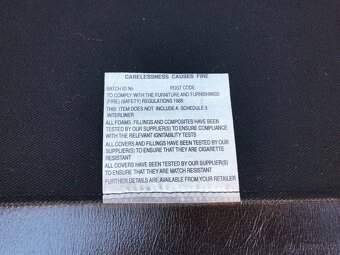 CARELESSNESS CAUSES FIRE
BATCH ID No POST CODE
TO COMPLY WITH THE FURNITURE AND FURNISHINGS
(FIRE) (SAFETY) REGULATIONS 1988
THIS ITEM DOES NOT INCLUDE A SCHEDULE 3
INTERLINER
ALL FOAMS, FILLINGS AND COMPOSITES HAVE BEEN
TESTED BY OUR SUPPLIER(S) TO ENSURE COMPLIANCE
WITH THE RELEVANT IGNITABILITY TESTS
ALL COVERS AND FILLINGS HAVE BEEN TESTED BY
OUR SUPPLIER(S) TO ENSURE THAT THEY ARE CIGARETTE
RESISTANT
ALL COVERS HAVE BEEN TESTED BY OUR SUPPLIER(S)
TO ENSURE THAT THEY ARE MATCH RESISTANT
FURTHER DETAILS ARE AVAILABLE FROM YOUR RETAILER